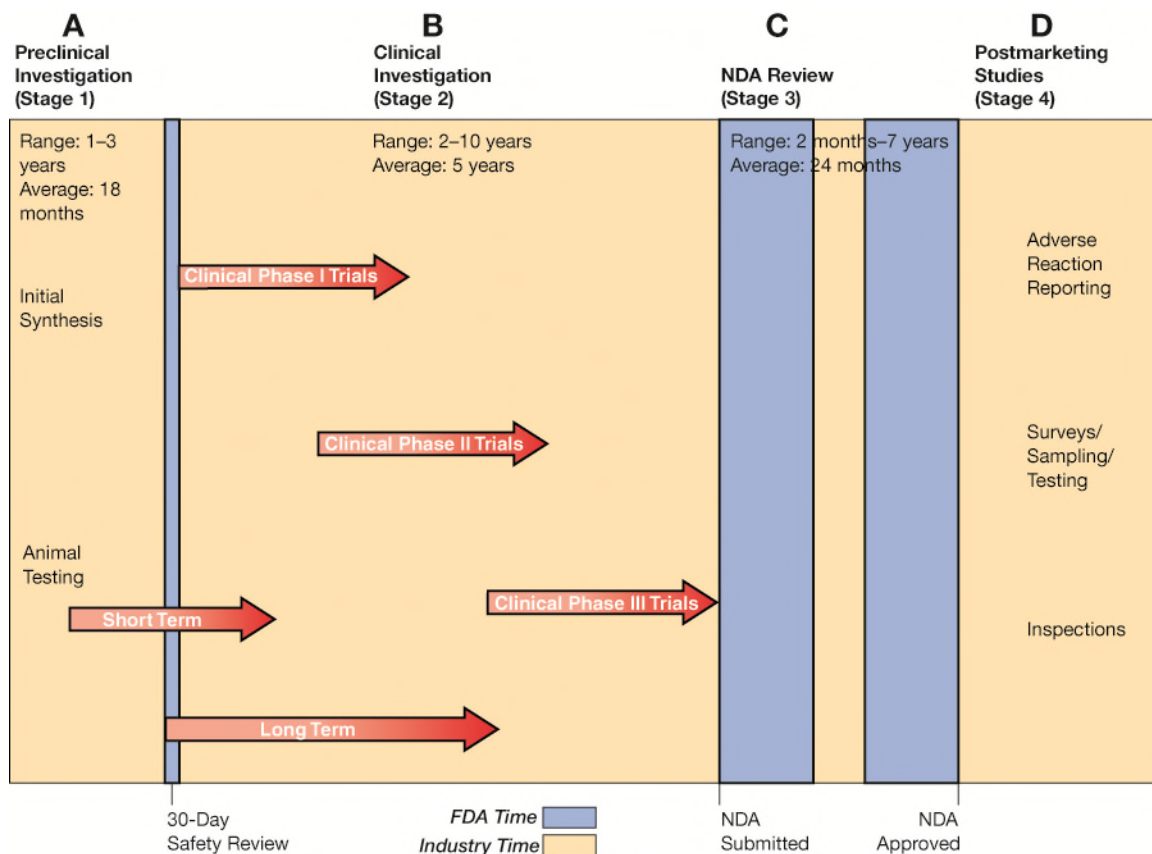 A
Preclinical
Investigation
(Stage 1)
B
Clinical
Investigation
(Stage 2)
C
NDA Review
(Stage 3)
D
Postmarketing
Studies
(Stage 4)
Range: 1–3
years
Average: 18
months
Range: 2–10 years
Average: 5 years
Range: 2 months–7 years
Average: 24 months
Initial
Synthesis
Animal
Testing
Clinical Phase I Trials
Clinical Phase II Trials
Clinical Phase III Trials
Short Term
Long Term
Adverse
Reaction
Reporting
Surveys/
Sampling/
Testing
Inspections
30-Day
Safety Review
FDA Time
Industry Time
NDA
Submitted
NDA
Approved